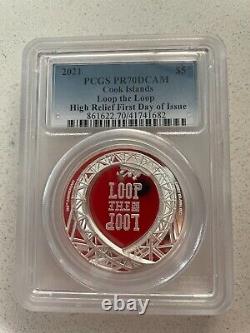 2021 $5
PCGS PR70DCAM
Cook Islands
Loop the Loop
High Relief First Day of Issue
861622.70/41741682
LOOP
THE
LOOP